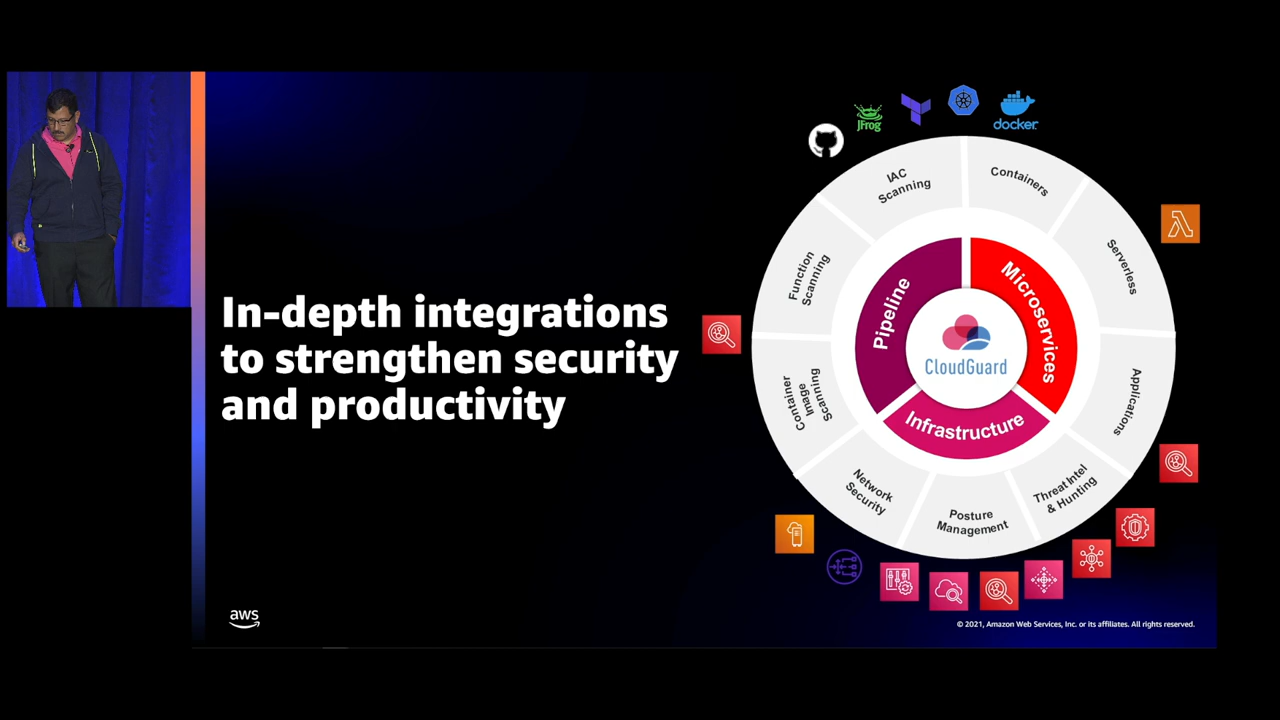 In-depth integrations
to strengthen security
and productivity
JFrog
docker
IAC
Scanning
Containers
Serverless
Applications
Threat Intel
& Hunting
Posture
Management
Network
Security
Container
Image
Scanning
Function
Scanning
Pipeline
Microservices
Infrastructure
CloudGuard
aws
© 2021, Amazon Web Services, Inc. or its affiliates. All rights reserved.